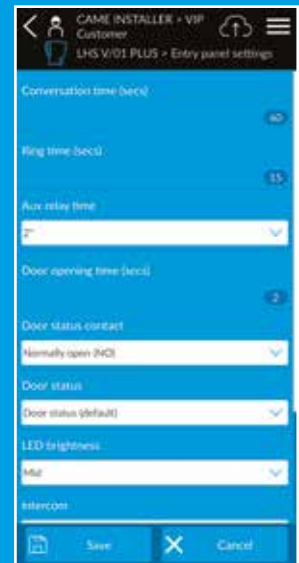 CAME INSTALLER > VIP
Customer
LHS V/01 PLUS > Entry panel settings
Conversation time (secs)
60
Ring time (secs)
15
Aux relay time
2"
Door opening time (secs)
2
Door status contact
Normally open (NO)
Door status
Door status (default)
LED brightness
Mid
Intercom
Save
Cancel